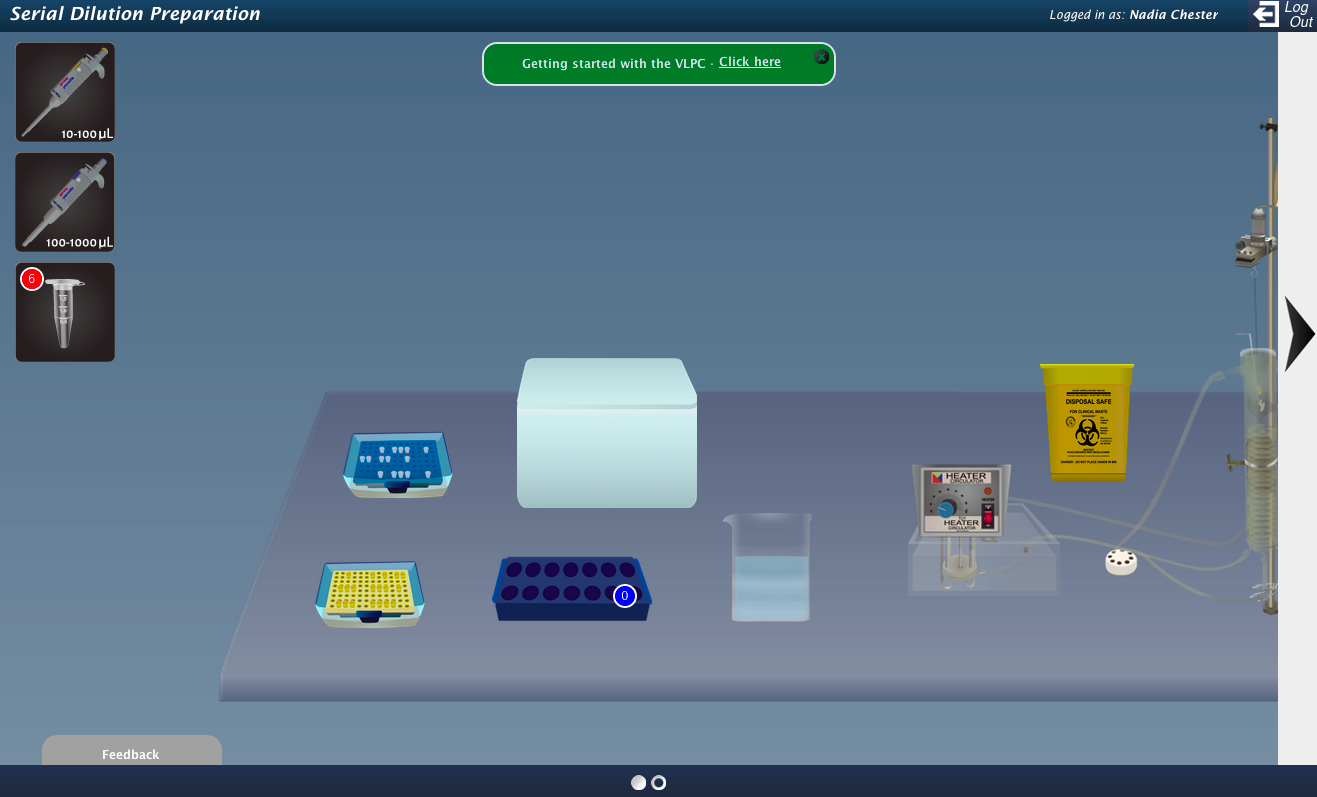 Serial Dilution Preparation
Logged in as: Nadia Chester
Log
Out
Getting started with the VLPC - Click here
10-100 µL
100-1000 µL
6
DISPOSAL SAFE
FOR CLINICAL WASTE
HEATER
CIRCULATOR
HEATER
HEATER
CIRCULATOR
0
Feedback